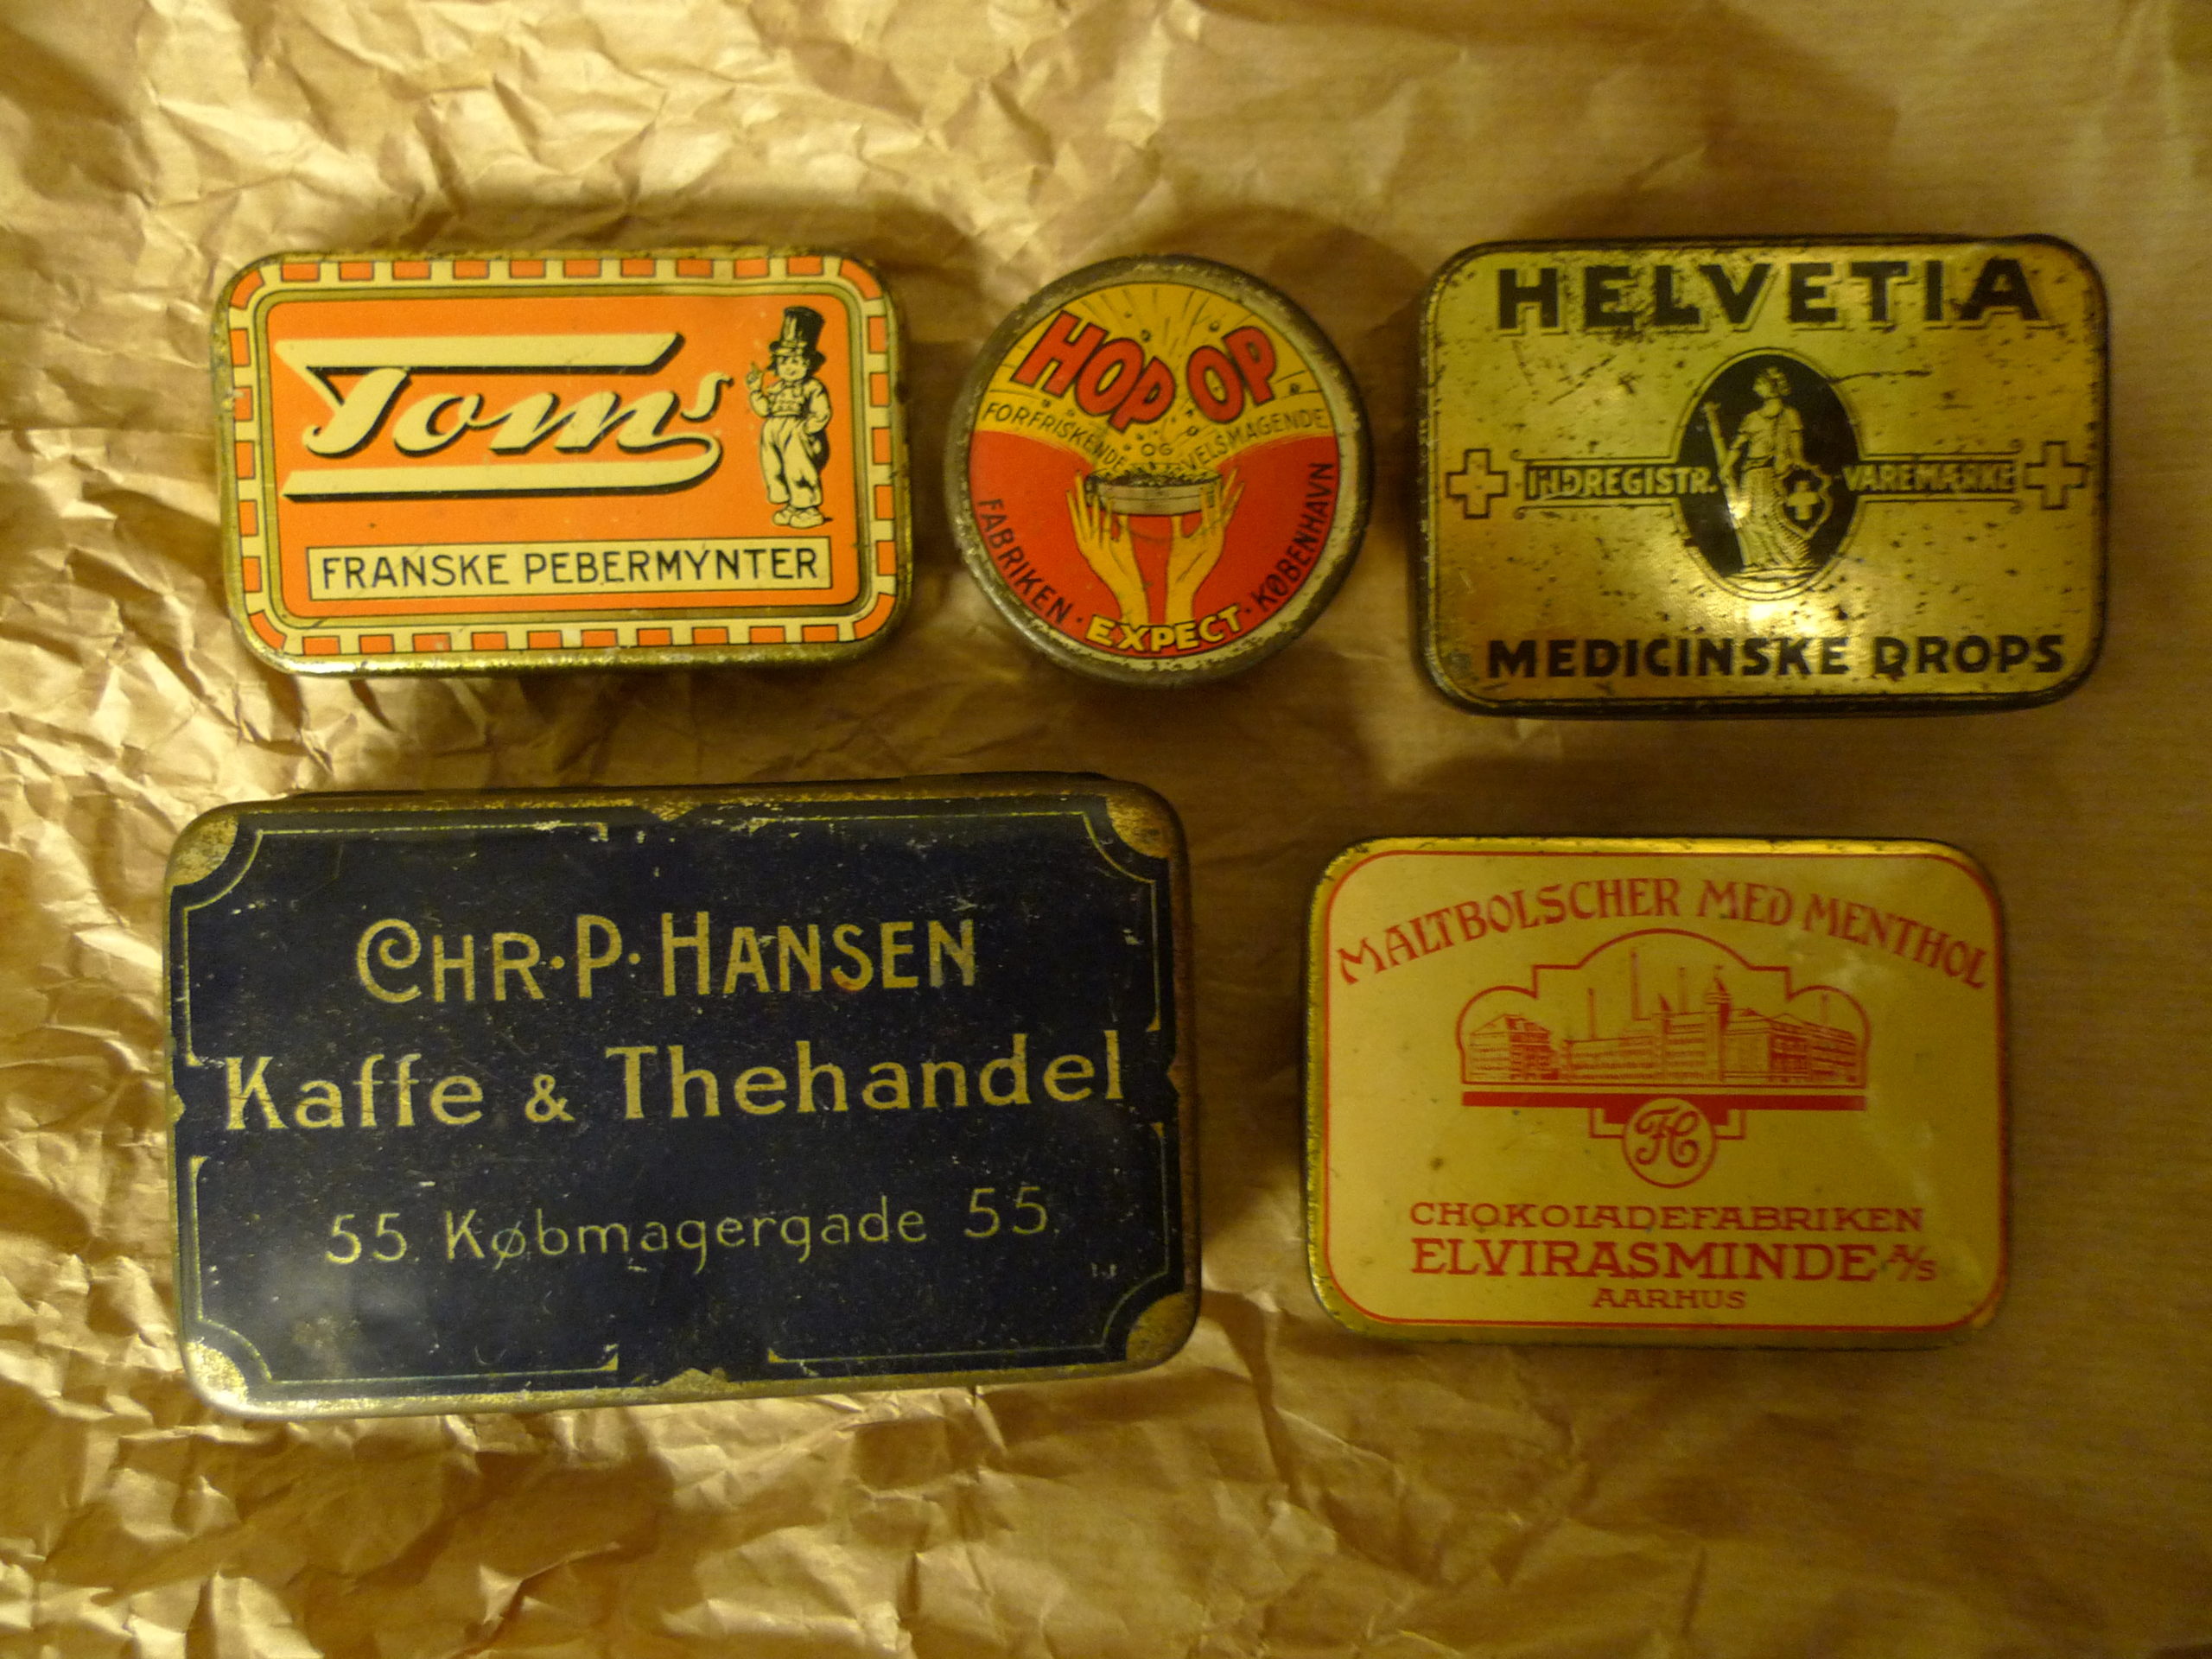 Toms
FRANSKE PEBERMYNTER
HOP OP
FORFRISKENDE OG VELSMAGENDE
FABRIKEN · EXPECT · KØBENHAVN
HELVETIA
INDREGISTR. VAREMÆRKE
MEDICINSKE DROPS
CHR·P·HANSEN
Kaffe & Thehandel
55 Købmagergade 55
MALTBOLSCHER MED MENTHOL
FC
CHOKOLADEFABRIKEN
ELVIRASMINDE A/S
AARHUS